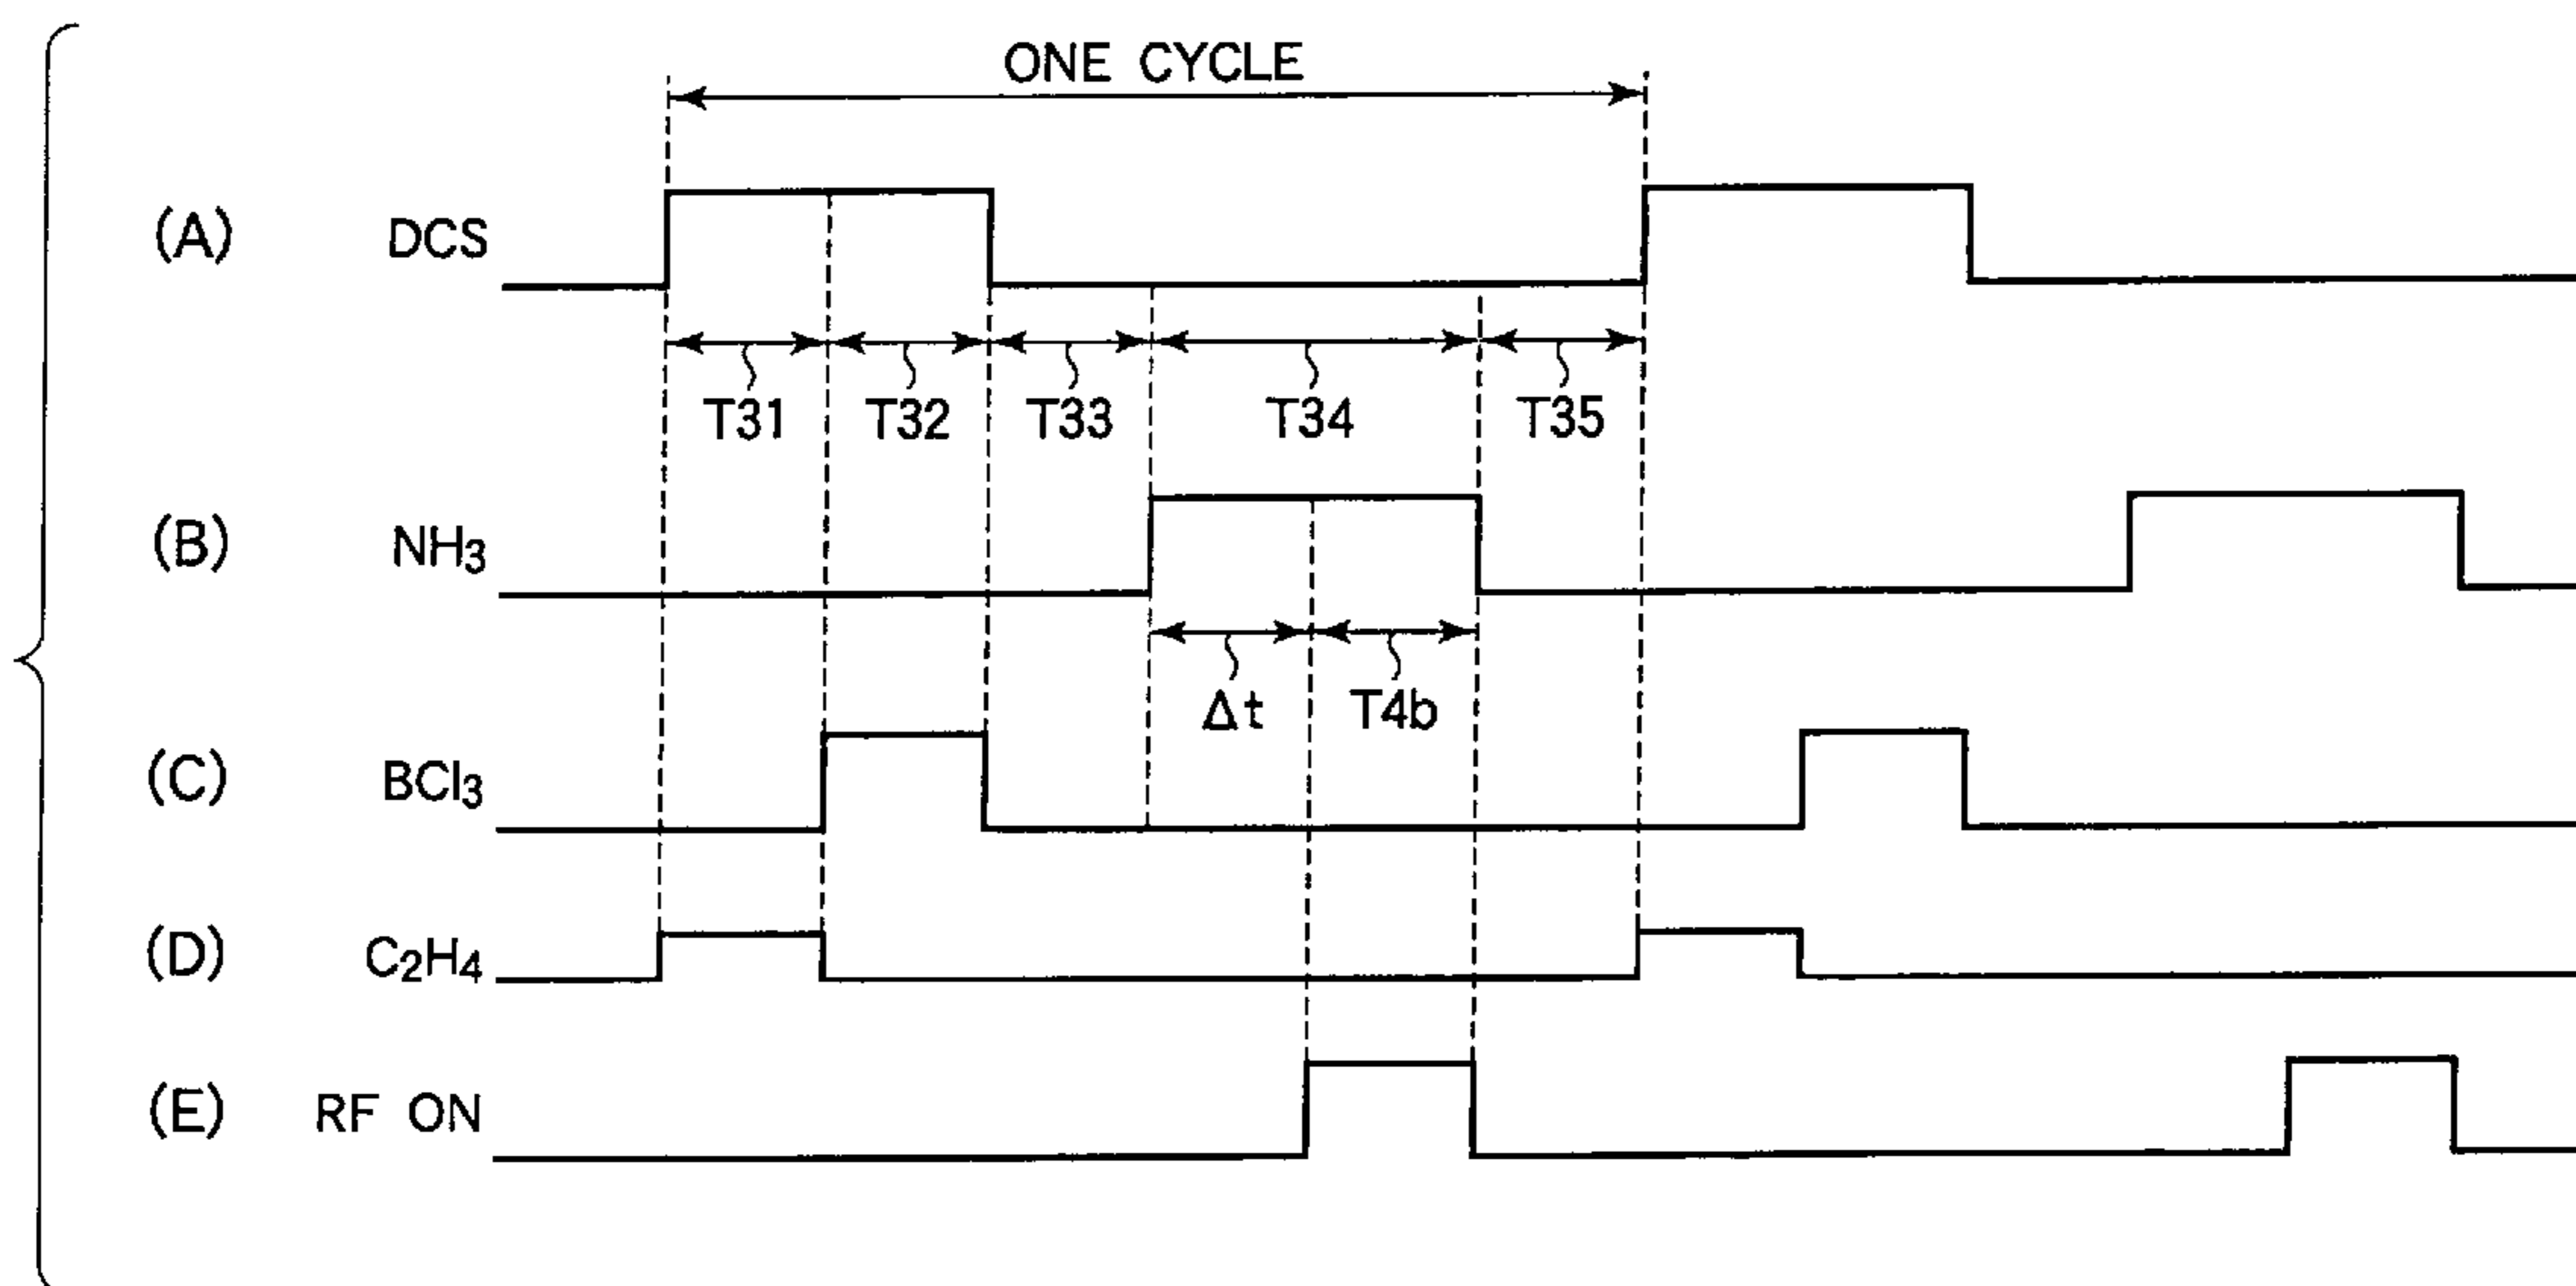 ONE CYCLE
(A) DCS
T31 T32 T33 T34 T35
(B) NH3
Δt T4b
(C) BCl3
(D) C2H4
(E) RF ON